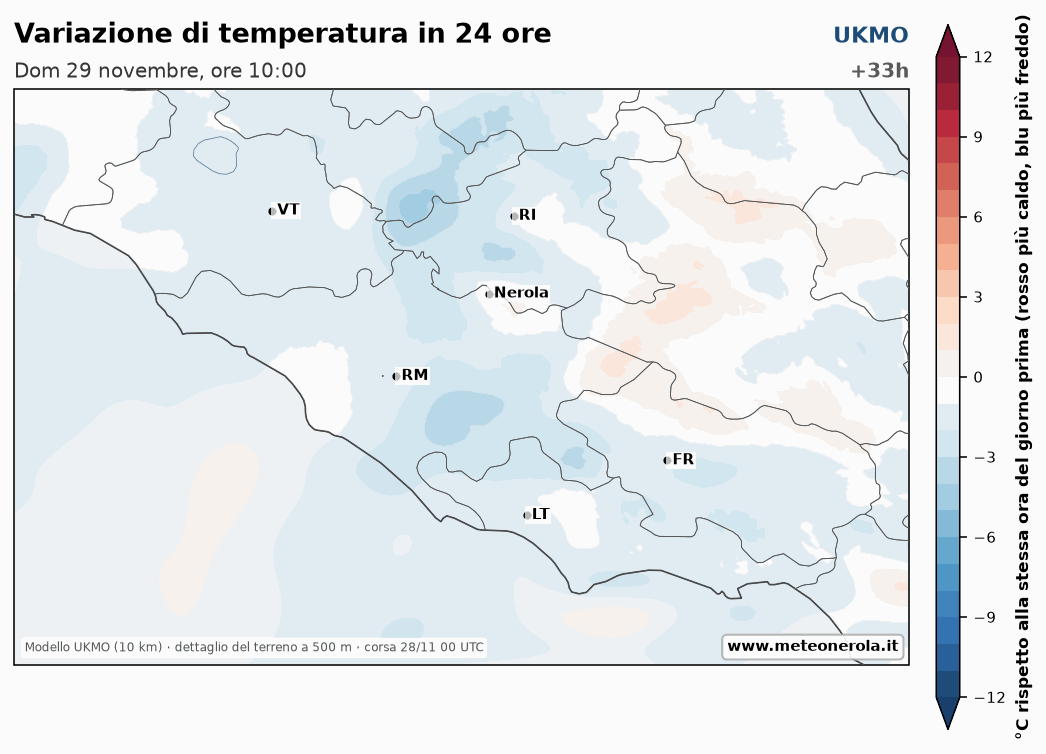 Variazione di temperatura in 24 ore
UKMO
Dom 29 novembre, ore 10:00
+33h
VT
RI
Nerola
RM
FR
LT
Modello UKMO (10 km) · dettaglio del terreno a 500 m · corsa 28/11 00 UTC
www.meteonerola.it
12
9
6
3
0
−3
−6
−9
−12
°C rispetto alla stessa ora del giorno prima (rosso più caldo, blu più freddo)